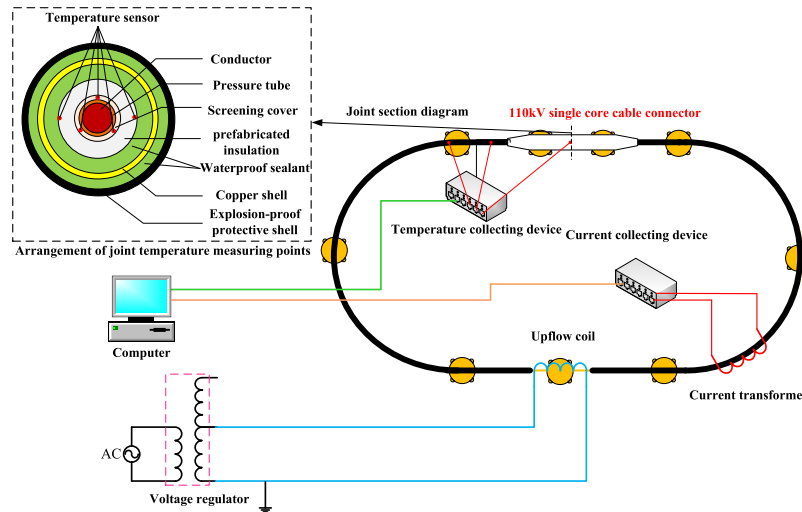 Temperature sensor
Conductor
Pressure tube
Screening cover
prefabricated
insulation
Waterproof sealant
Copper shell
Explosion-proof
protective shell
Arrangement of joint temperature measuring points
Joint section diagram
110kV single core cable connector
Temperature collecting device
Current collecting device
Computer
Upflow coil
Current transforme
AC
Voltage regulator